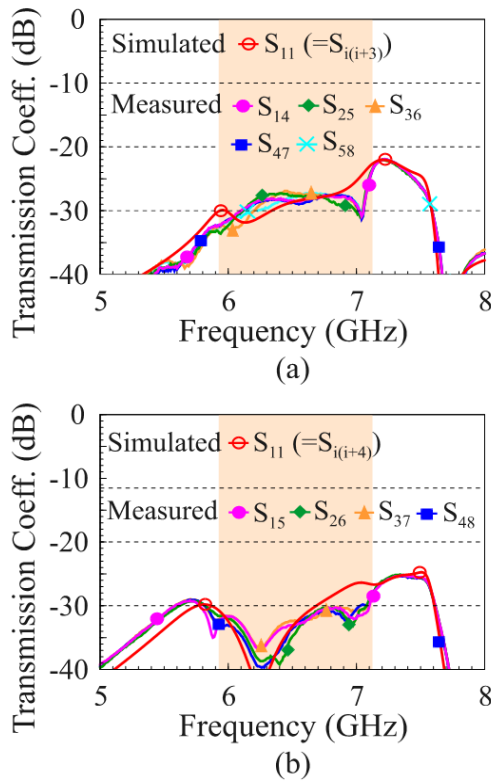 (a)
Transmission Coeff. (dB)
0
-10
-20
-30
-40
Simulated S₁₁ (=Sᵢ₍ᵢ₊₃₎)
Measured S₁₄ S₂₅ S₃₆
S₄₇ S₅₈
5 6 7 8
Frequency (GHz)
(a)
Transmission Coeff. (dB)
0
-10
-20
-30
-40
Simulated S₁₁ (=Sᵢ₍ᵢ₊₄₎)
Measured S₁₅ S₂₆ S₃₇ S₄₈
5 6 7 8
Frequency (GHz)
(b)